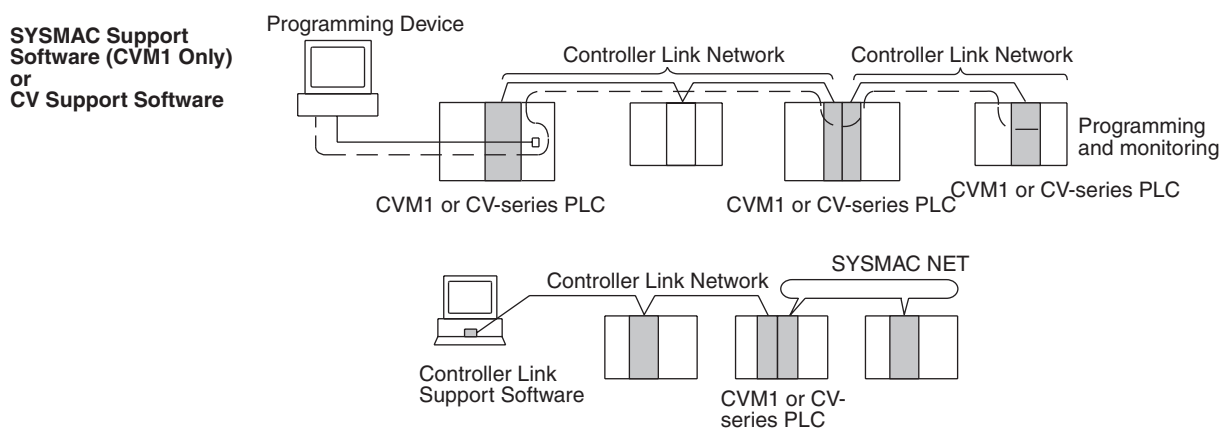 SYSMAC Support
Software (CVM1 Only)
or
CV Support Software
Programming Device
Controller Link Network
Controller Link Network
Programming
and monitoring
CVM1 or CV-series PLC
CVM1 or CV-series PLC
CVM1 or CV-series PLC
SYSMAC NET
Controller Link Network
Controller Link
Support Software
CVM1 or CV-
series PLC